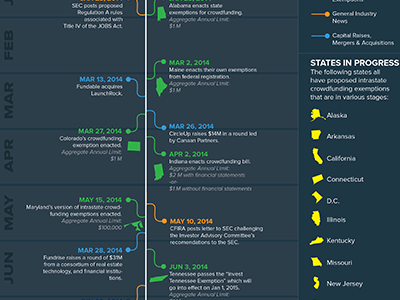 SEC posts proposed
Regulation A rules
associated with
Title IV of the JOBS Act.
Alabama enacts state
exemptions for crowdfunding.
Aggregate Annual Limit:
$1M
FEB
MAR
APR
MAY
JUN
MAR 2, 2014
Maine enacts their own exemptions
from federal registration.
Aggregate Annual Limit:
$1 M
MAR 13, 2014
Fundable acquires
LaunchRock.
MAR 27, 2014
Colorado's crowdfunding
exemption enacted.
Aggregate Annual Limit:
$1 M
MAR 26, 2014
CircleUp raises $14M in a round led
by Canaan Partners.
APR 2, 2014
Indiana enacts crowdfunding bill.
Aggregate Annual Limit:
$2 M with financial statements
$1 M without financial statements
MAY 15, 2014
Maryland's version of intrastate crowd-
funding exemptions enacted.
Aggregate Annual Limit:
$100,000
MAY 10, 2014
CFIRA posts letter to SEC challenging
the Investor Advisory Committee's
recomendations to the SEC.
MAR 28, 2014
Fundrise raises a round of $31M
from a consortium of real estate
technology, and financial institu-
tions.
JUN 3, 2014
Tennessee passes the "Invest
Tennessee Exemption" which
will go into effect on Jan 1, 2015.
Aggregate Annual Limit:
General Industry
News
Capital Raises,
Mergers & Acquisitions
STATES IN PROGRESS
The following states all
have proposed intrastate
crowdfunding exemptions
that are in various stages:
Alaska
Arkansas
California
Connecticut
D.C.
Illinois
Kentucky
Missouri
New Jersey